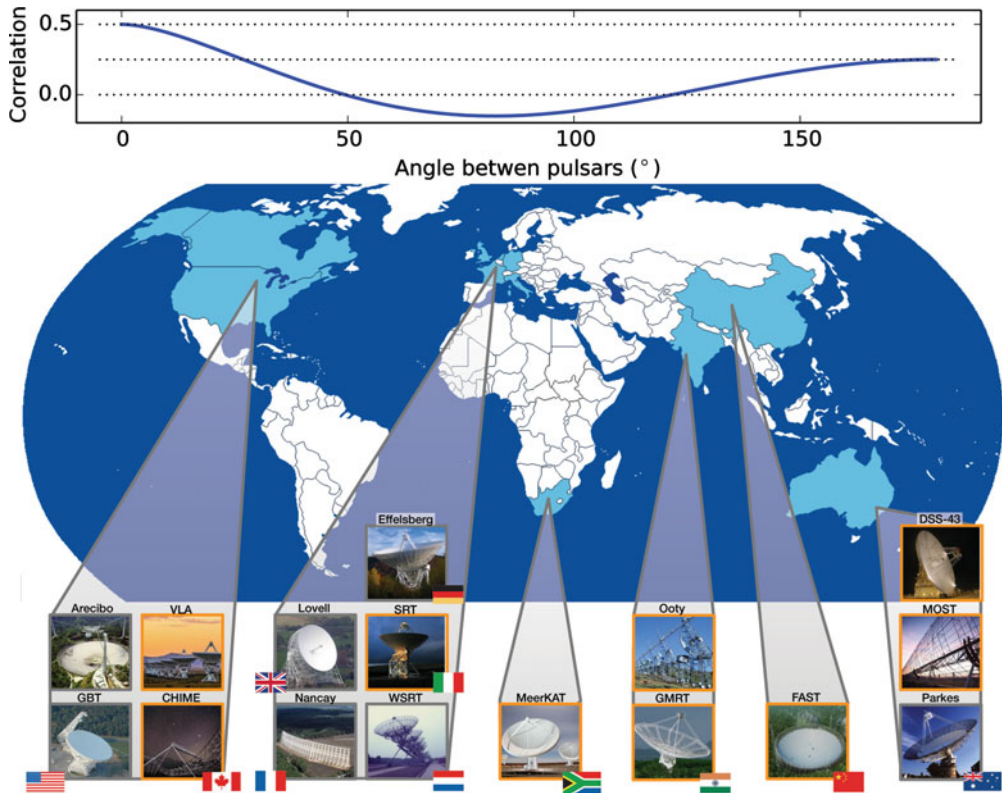 Correlation
0.5
0.0
0 50 100 150
Angle betwen pulsars (°)
Effelsberg
DSS-43
Arecibo VLA Lovell SRT Ooty MOST
GBT CHIME Nancay WSRT MeerKAT GMRT FAST Parkes